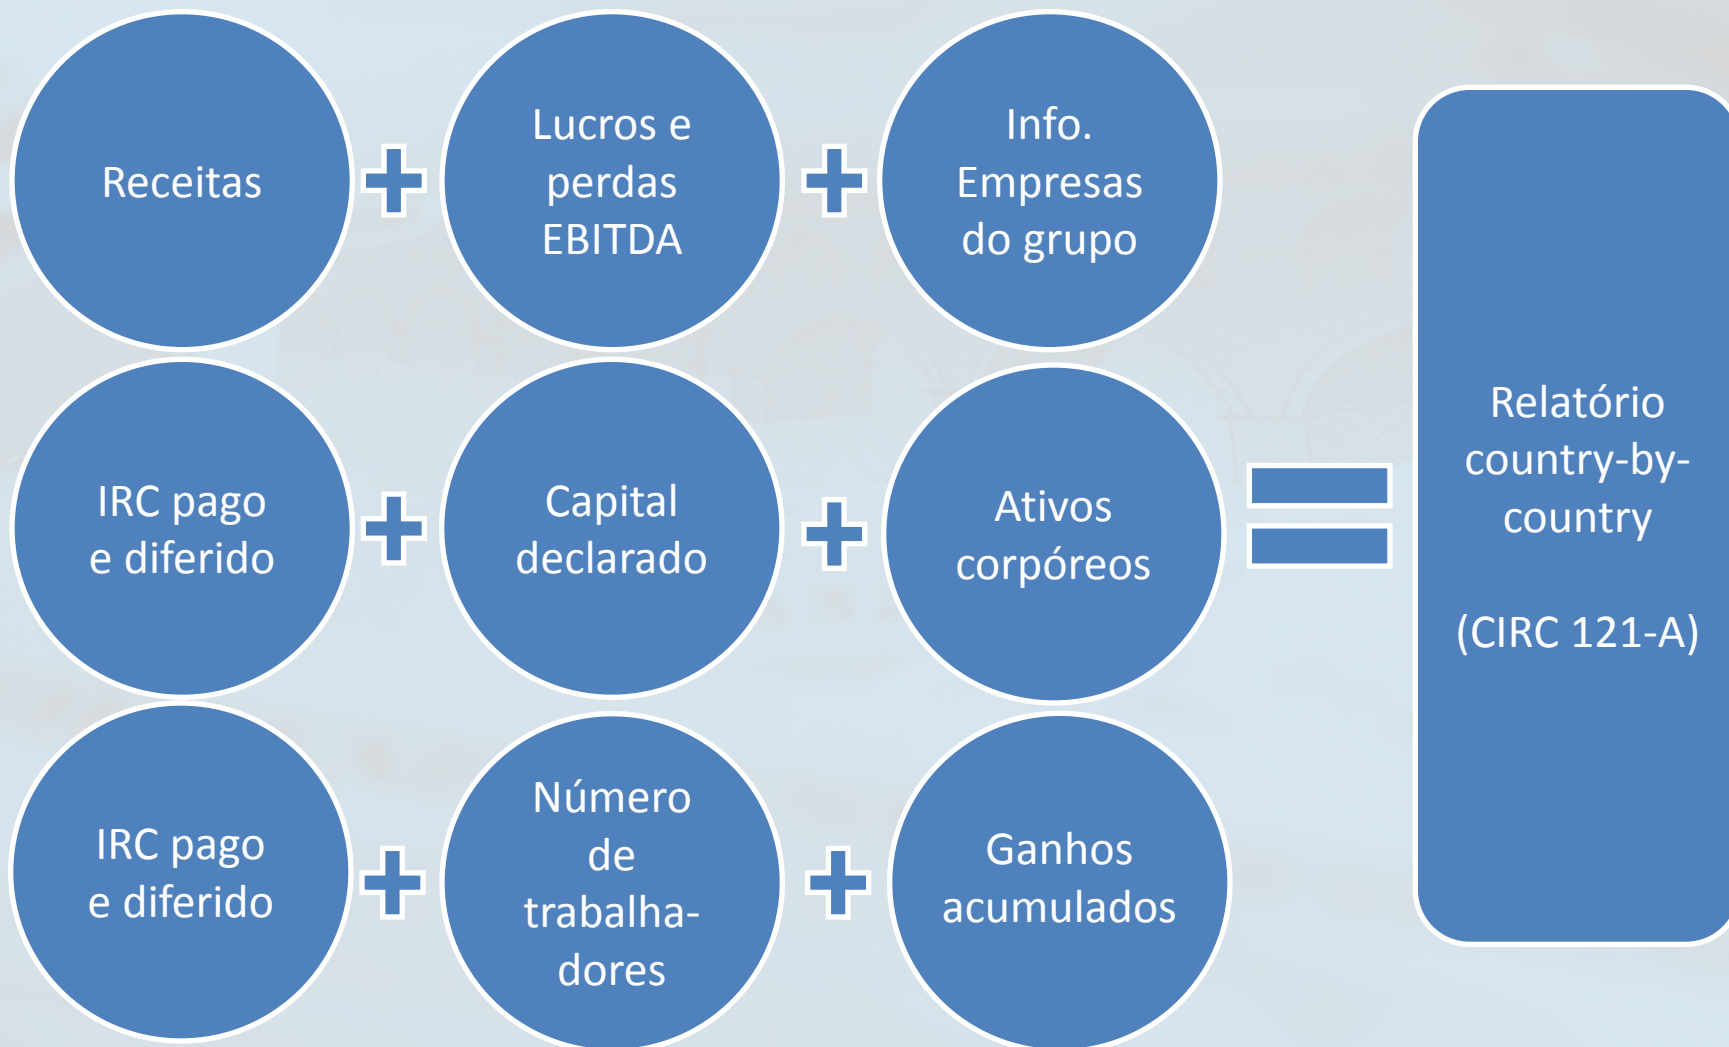 Receitas
Lucros e
perdas
EBITDA
Info.
Empresas
do grupo
IRC pago
e diferido
Capital
declarado
Ativos
corpóreos
IRC pago
e diferido
Número
de
trabalha-
dores
Ganhos
acumulados
Relatório
country-by-
country
(CIRC 121-A)